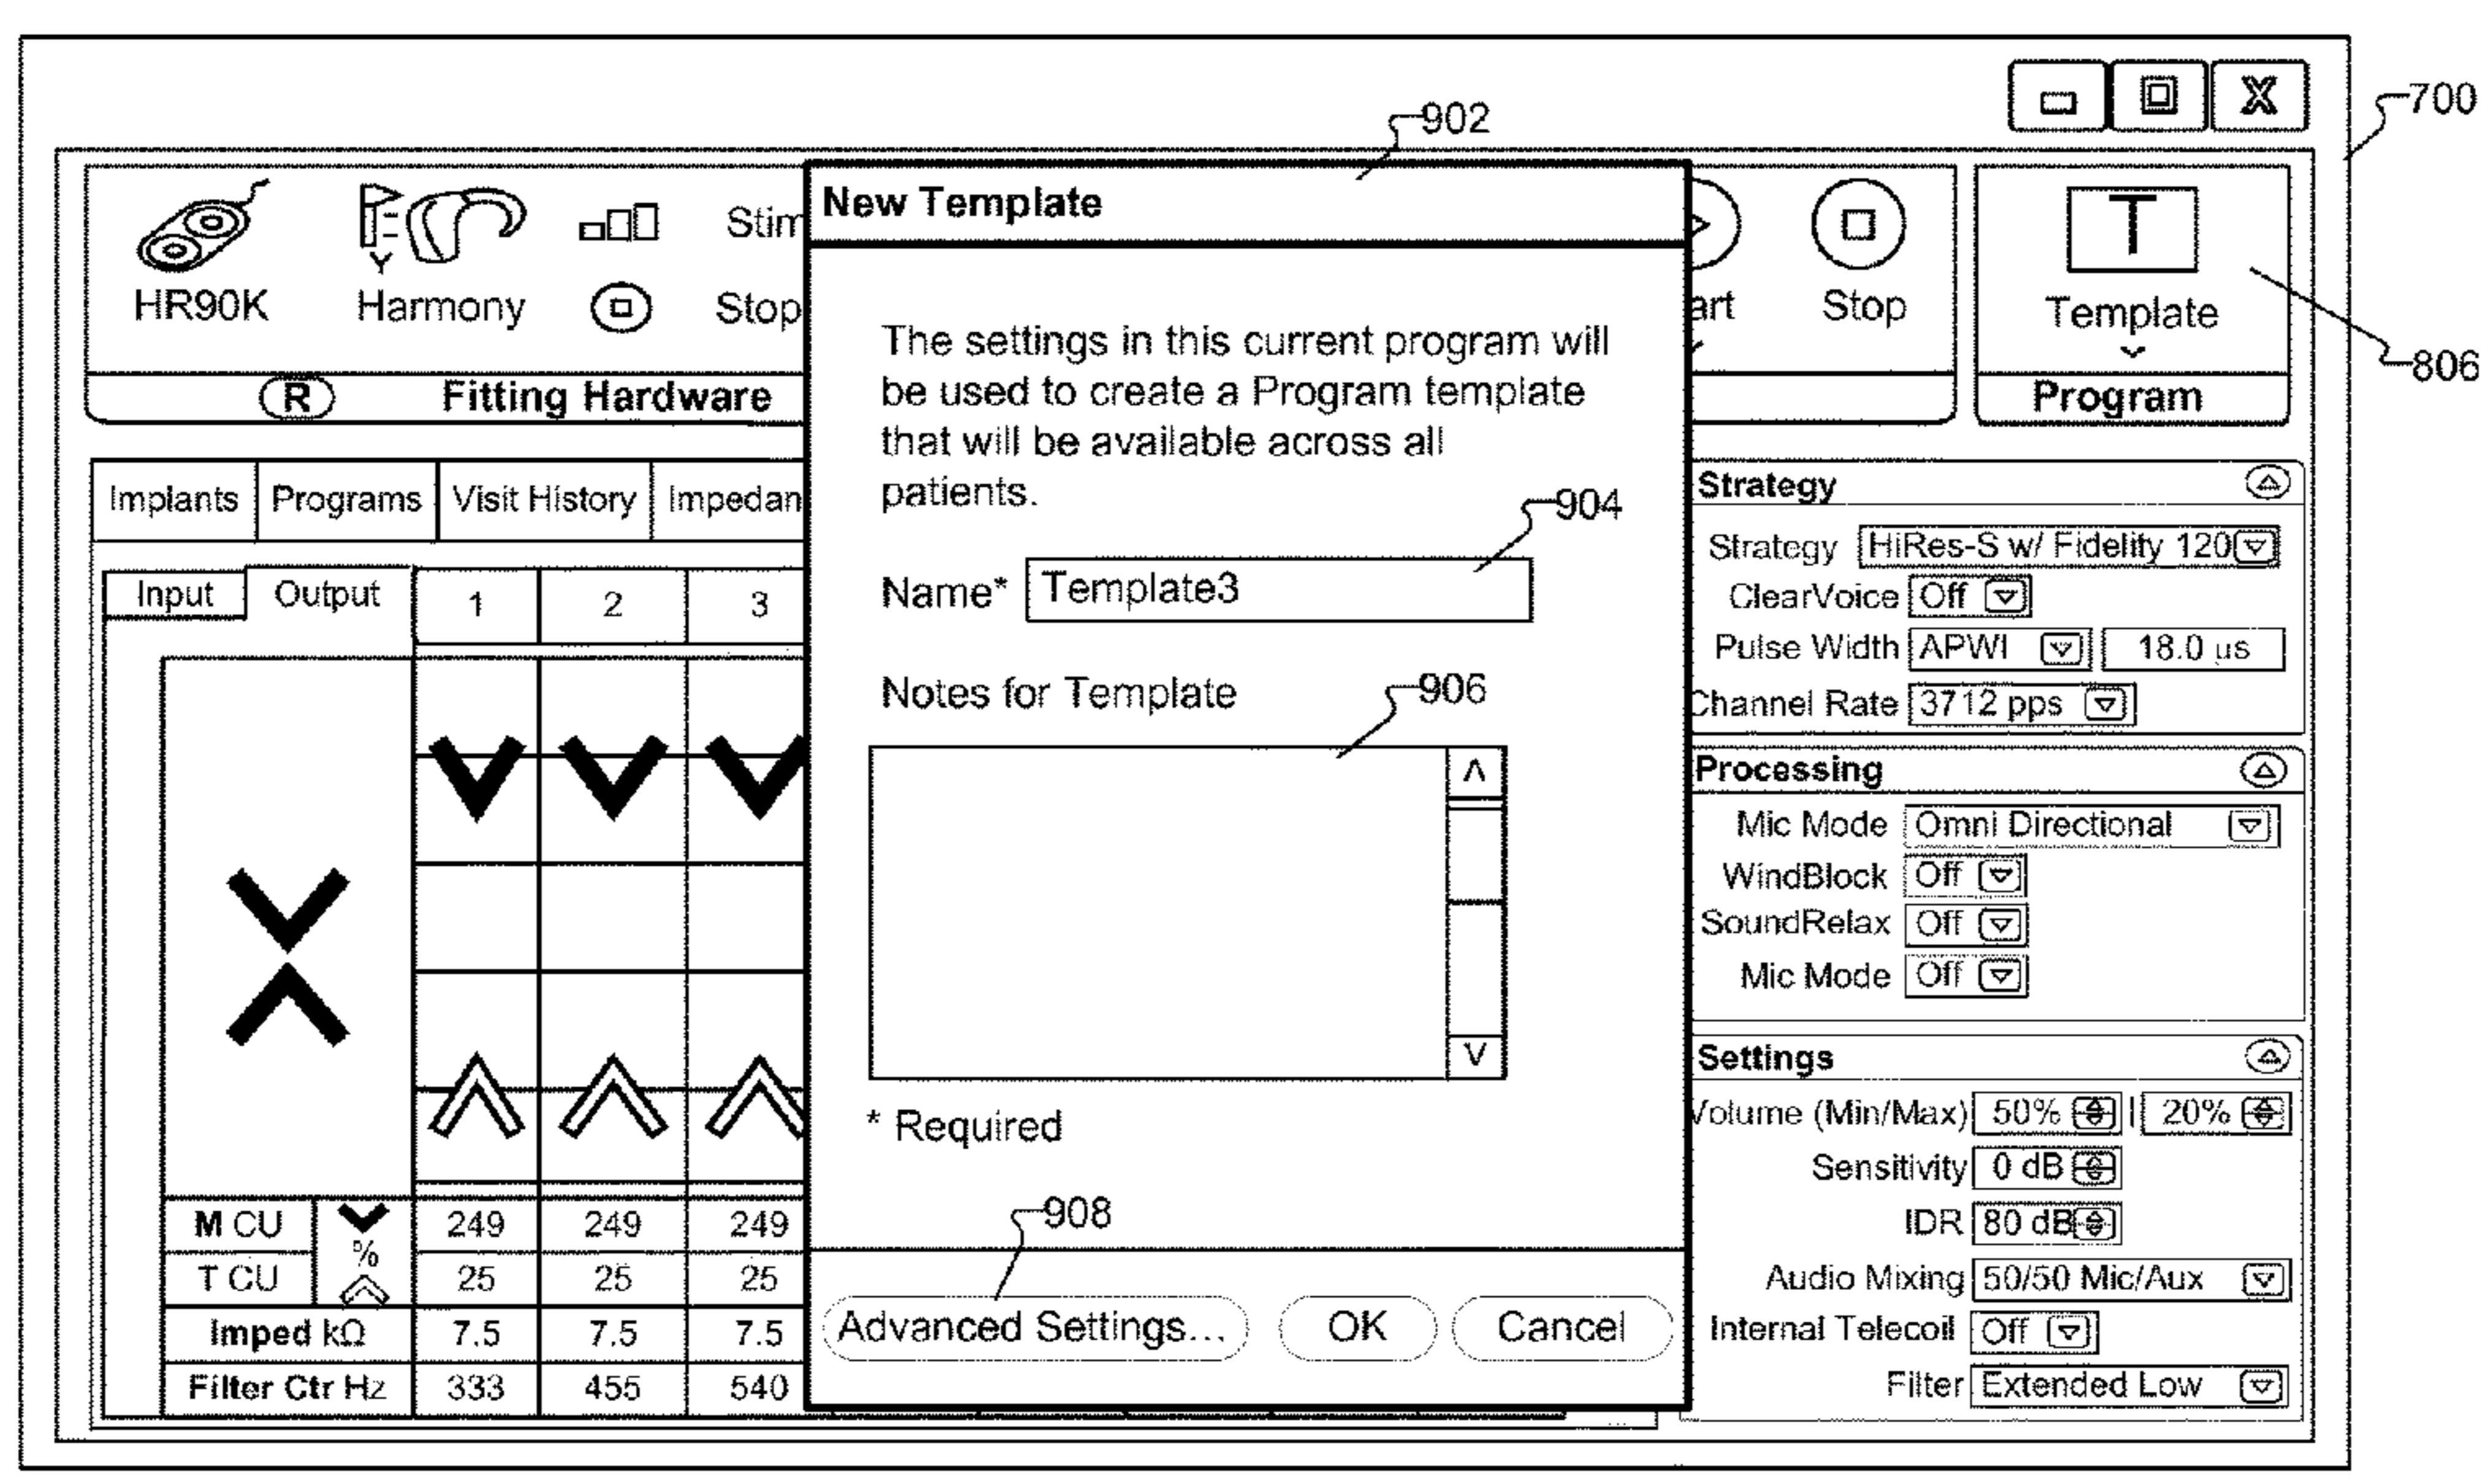 700
902
New Template
HR90K
Harmony
Stim
Stop
R Fitting Hardware
art
Stop
T
Template
Program
806
The settings in this current program will
be used to create a Program template
that will be available across all
patients.
904
Name* Template3
Notes for Template
906
* Required
908
Advanced Settings...
OK
Cancel
Implants Programs Visit History Impedan
Input Output 1 2 3
M CU % 249 249 249
T CU 25 25 25
Imped kΩ 7.5 7.5 7.5
Filter Ctr Hz 333 455 540
Strategy
Strategy HiRes-S w/ Fidelity 120
ClearVoice Off
Pulse Width APWI 18.0 µs
Channel Rate 3712 pps
Processing
Mic Mode Omni Directional
WindBlock Off
SoundRelax Off
Mic Mode Off
Settings
Volume (Min/Max) 50% | 20%
Sensitivity 0 dB
IDR 80 dB
Audio Mixing 50/50 Mic/Aux
Internal Telecoil Off
Filter Extended Low